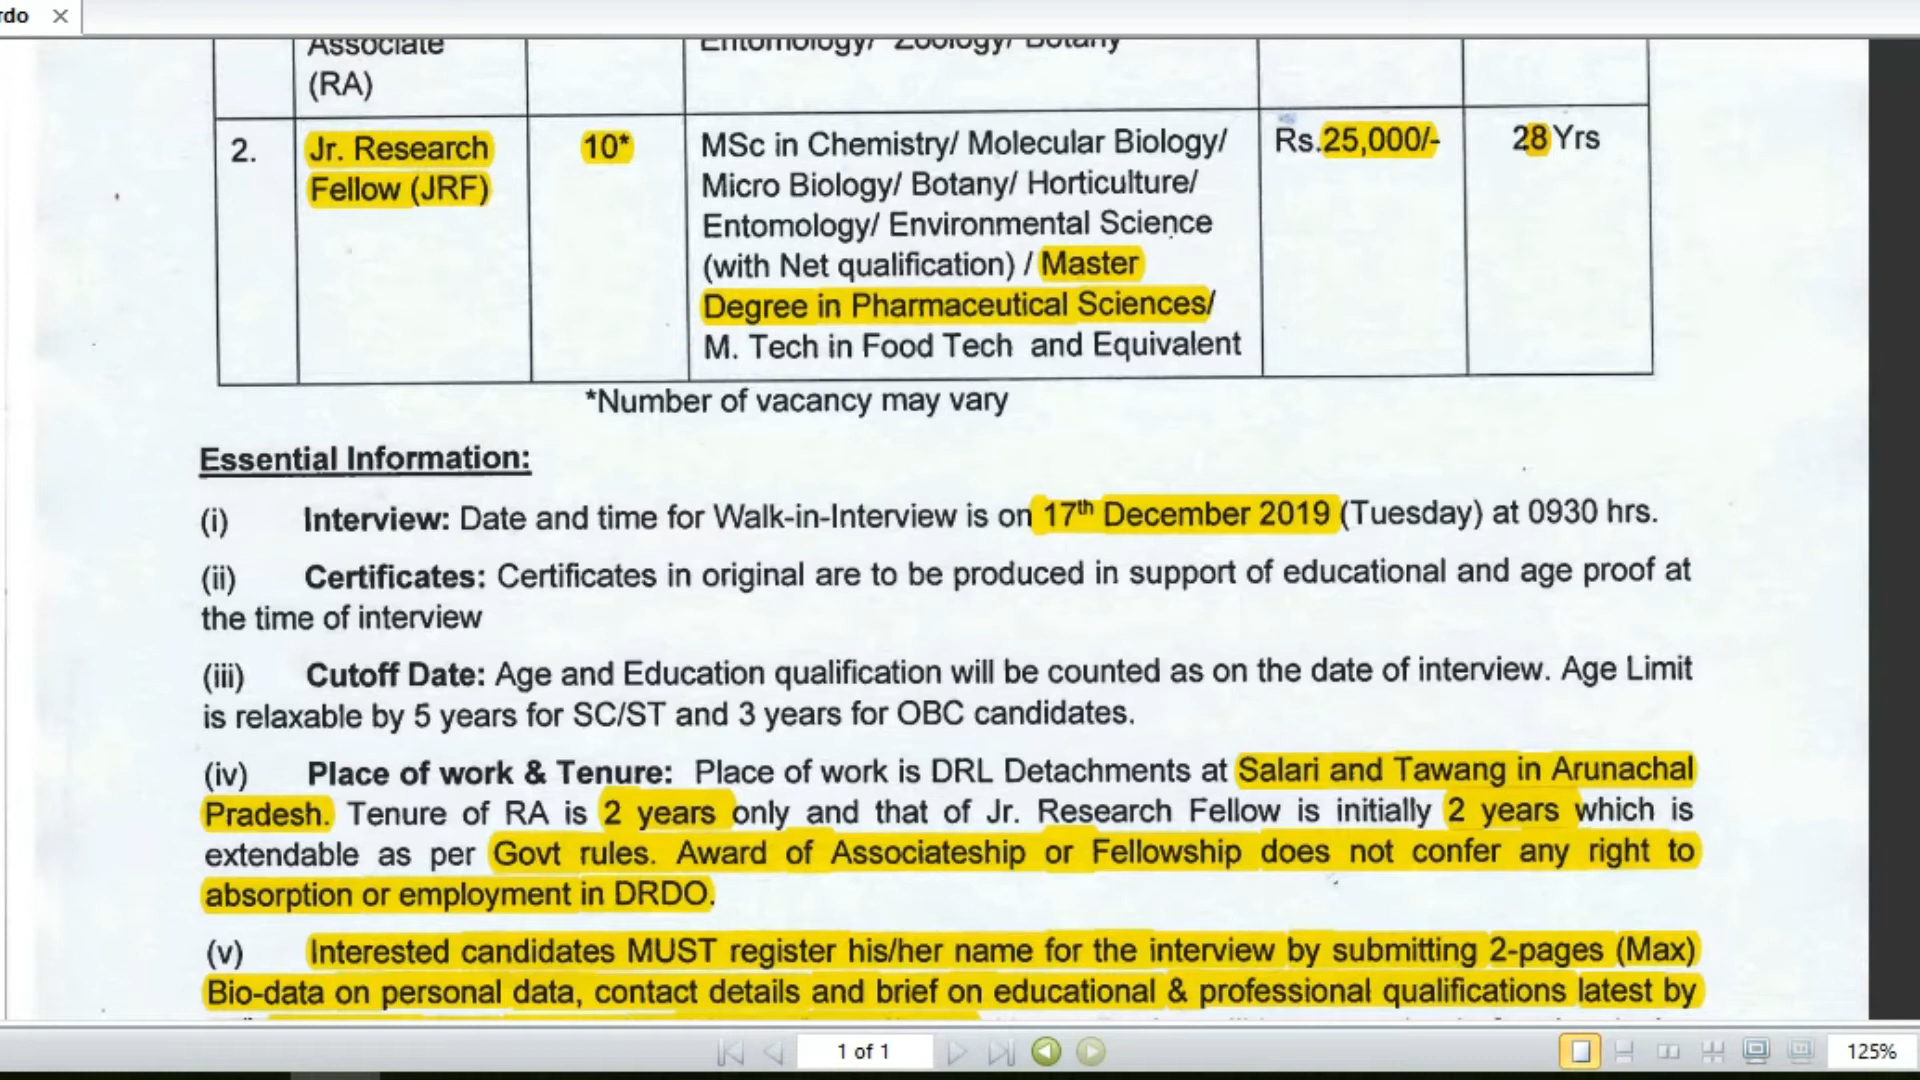 rdo
Associate
(RA)
Entomology/ Zoology/ Botany
2.
Jr. Research
Fellow (JRF)
10*
MSc in Chemistry/ Molecular Biology/
Micro Biology/ Botany/ Horticulture/
Entomology/ Environmental Science
(with Net qualification) / Master
Degree in Pharmaceutical Sciences/
M. Tech in Food Tech and Equivalent
Rs.25,000/-
28 Yrs
*Number of vacancy may vary
Essential Information:
(i) Interview: Date and time for Walk-in-Interview is on 17th December 2019 (Tuesday) at 0930 hrs.
(ii) Certificates: Certificates in original are to be produced in support of educational and age proof at
the time of interview
(iii) Cutoff Date: Age and Education qualification will be counted as on the date of interview. Age Limit
is relaxable by 5 years for SC/ST and 3 years for OBC candidates.
(iv) Place of work & Tenure: Place of work is DRL Detachments at Salari and Tawang in Arunachal
Pradesh. Tenure of RA is 2 years only and that of Jr. Research Fellow is initially 2 years which is
extendable as per Govt rules. Award of Associateship or Fellowship does not confer any right to
absorption or employment in DRDO.
(v) Interested candidates MUST register his/her name for the interview by submitting 2-pages (Max)
Bio-data on personal data, contact details and brief on educational & professional qualifications latest by
1 of 1
125%